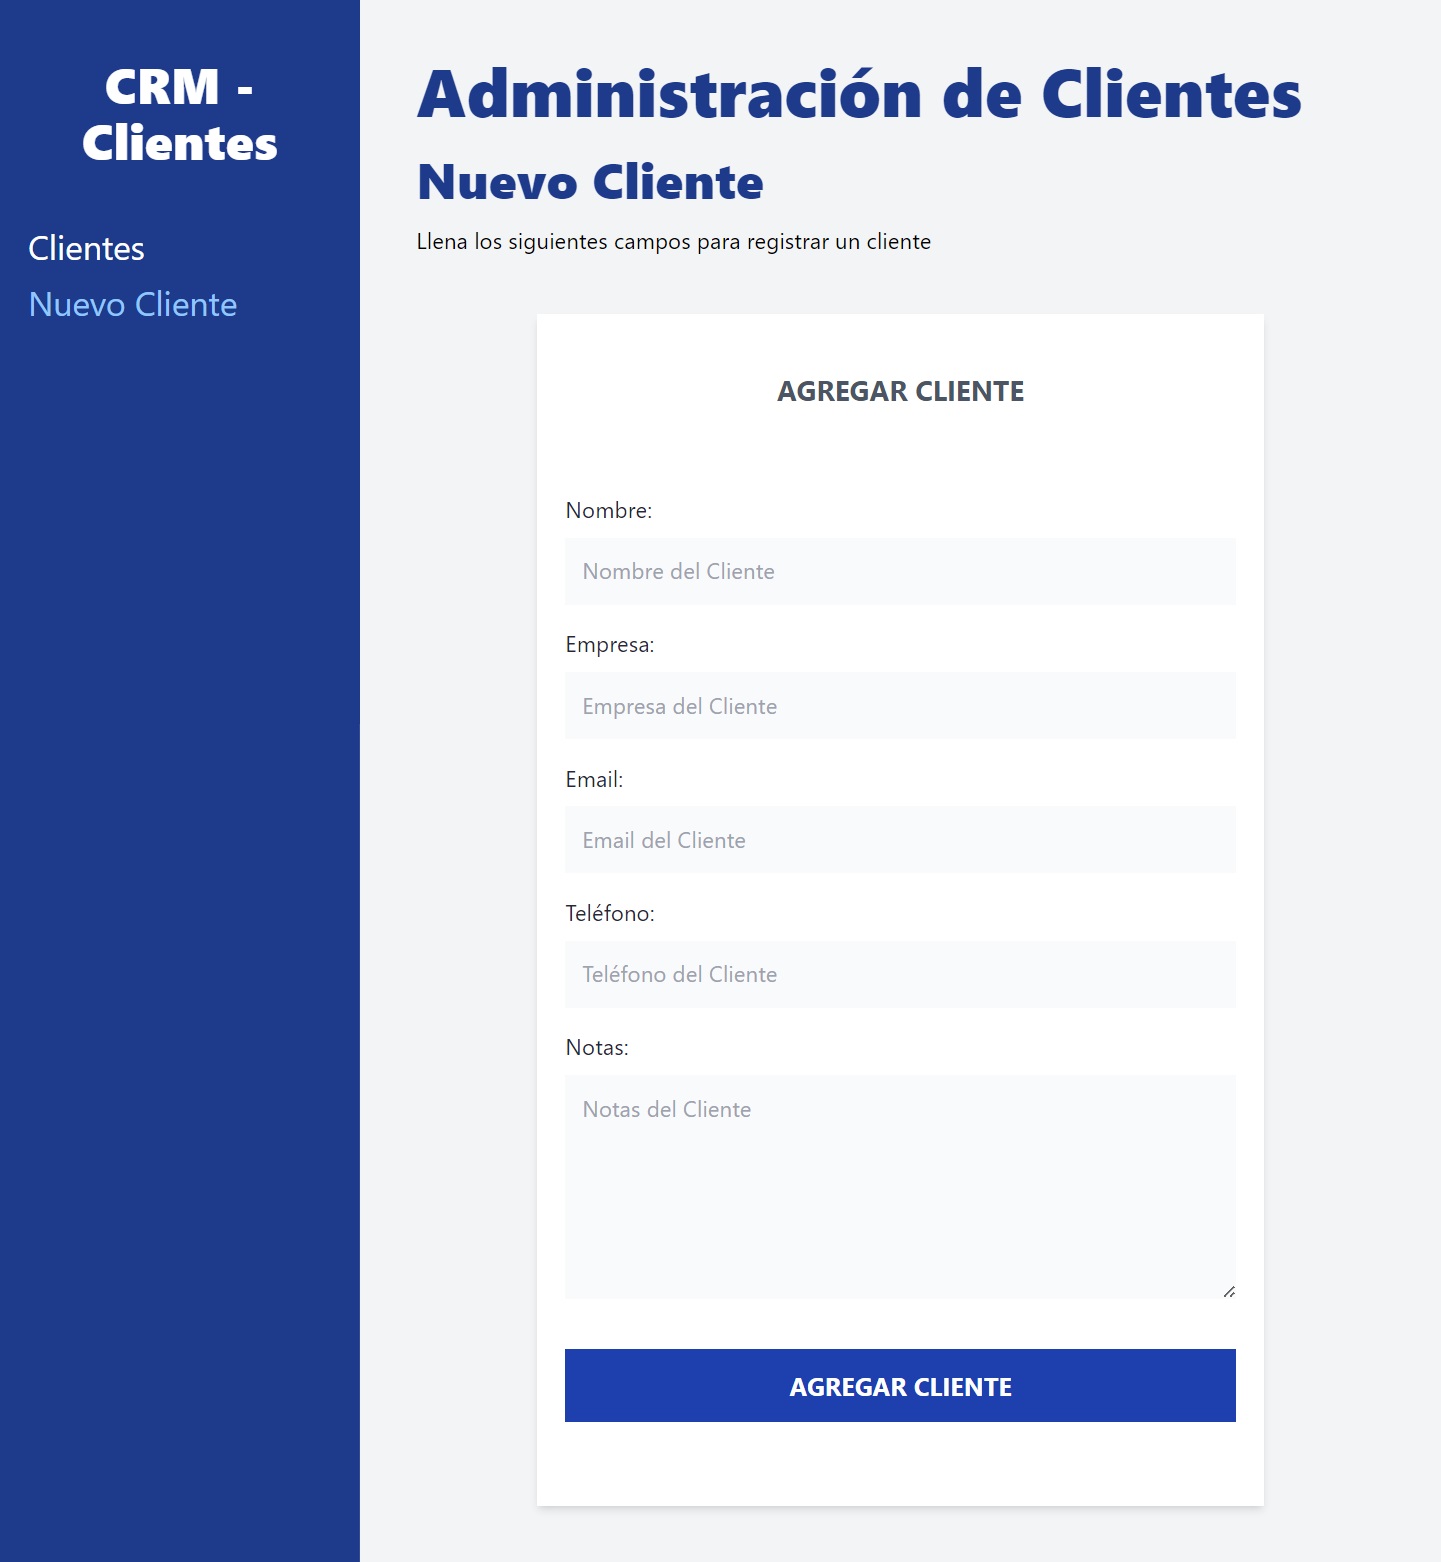 CRM -
Clientes
Clientes
Nuevo Cliente
Administración de Clientes
Nuevo Cliente
Llena los siguientes campos para registrar un cliente
AGREGAR CLIENTE
Nombre:
Nombre del Cliente
Empresa:
Empresa del Cliente
Email:
Email del Cliente
Teléfono:
Teléfono del Cliente
Notas:
Notas del Cliente
AGREGAR CLIENTE